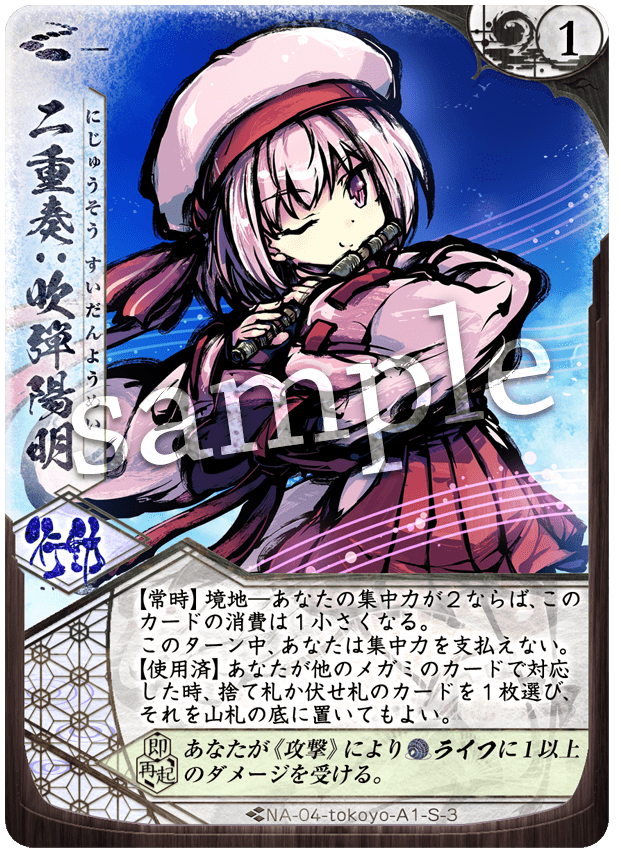 1
二重奏:吹弾陽明
にじゅうそう すいだんようめい
sample
行動
【常時】境地―あなたの集中力が2ならば、この
カードの消費は1小さくなる。
このターン中、あなたは集中力を支払えない。
【使用済】あなたが他のメガミのカードで対応
した時、捨て札か伏せ札のカードを1枚選び、
それを山札の底に置いてもよい。
即再起
あなたが《攻撃》によりライフに1以上
のダメージを受ける。
NA-04-tokoyo-A1-S-3